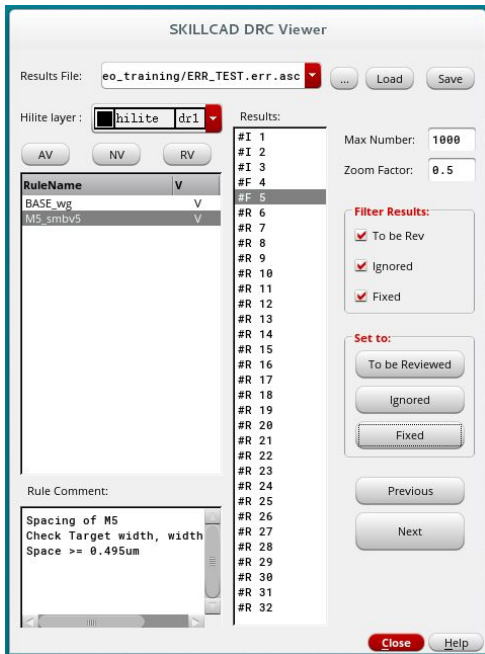 SKILLCAD DRC Viewer
Results File:
eo_training/ERR_TEST.err.asc
...
Load
Save
Hilite layer :
hilite
dr1
Results:
Max Number:
1000
AV
NV
RV
Zoom Factor:
0.5
RuleName
V
BASE_wg
V
M5_smbv5
V
#I 1
#I 2
#I 3
#F 4
#F 5
#R 6
#R 7
#R 8
#R 9
#R 10
#R 11
#R 12
#R 13
#R 14
#R 15
#R 16
#R 17
#R 18
#R 19
#R 20
#R 21
#R 22
#R 23
#R 24
#R 25
#R 26
#R 27
#R 28
#R 29
#R 30
#R 31
#R 32
Filter Results:
To be Rev
Ignored
Fixed
Set to:
To be Reviewed
Ignored
Fixed
Previous
Next
Rule Comment:
Spacing of M5
Check Target width, width
Space >= 0.495um
Close
Help